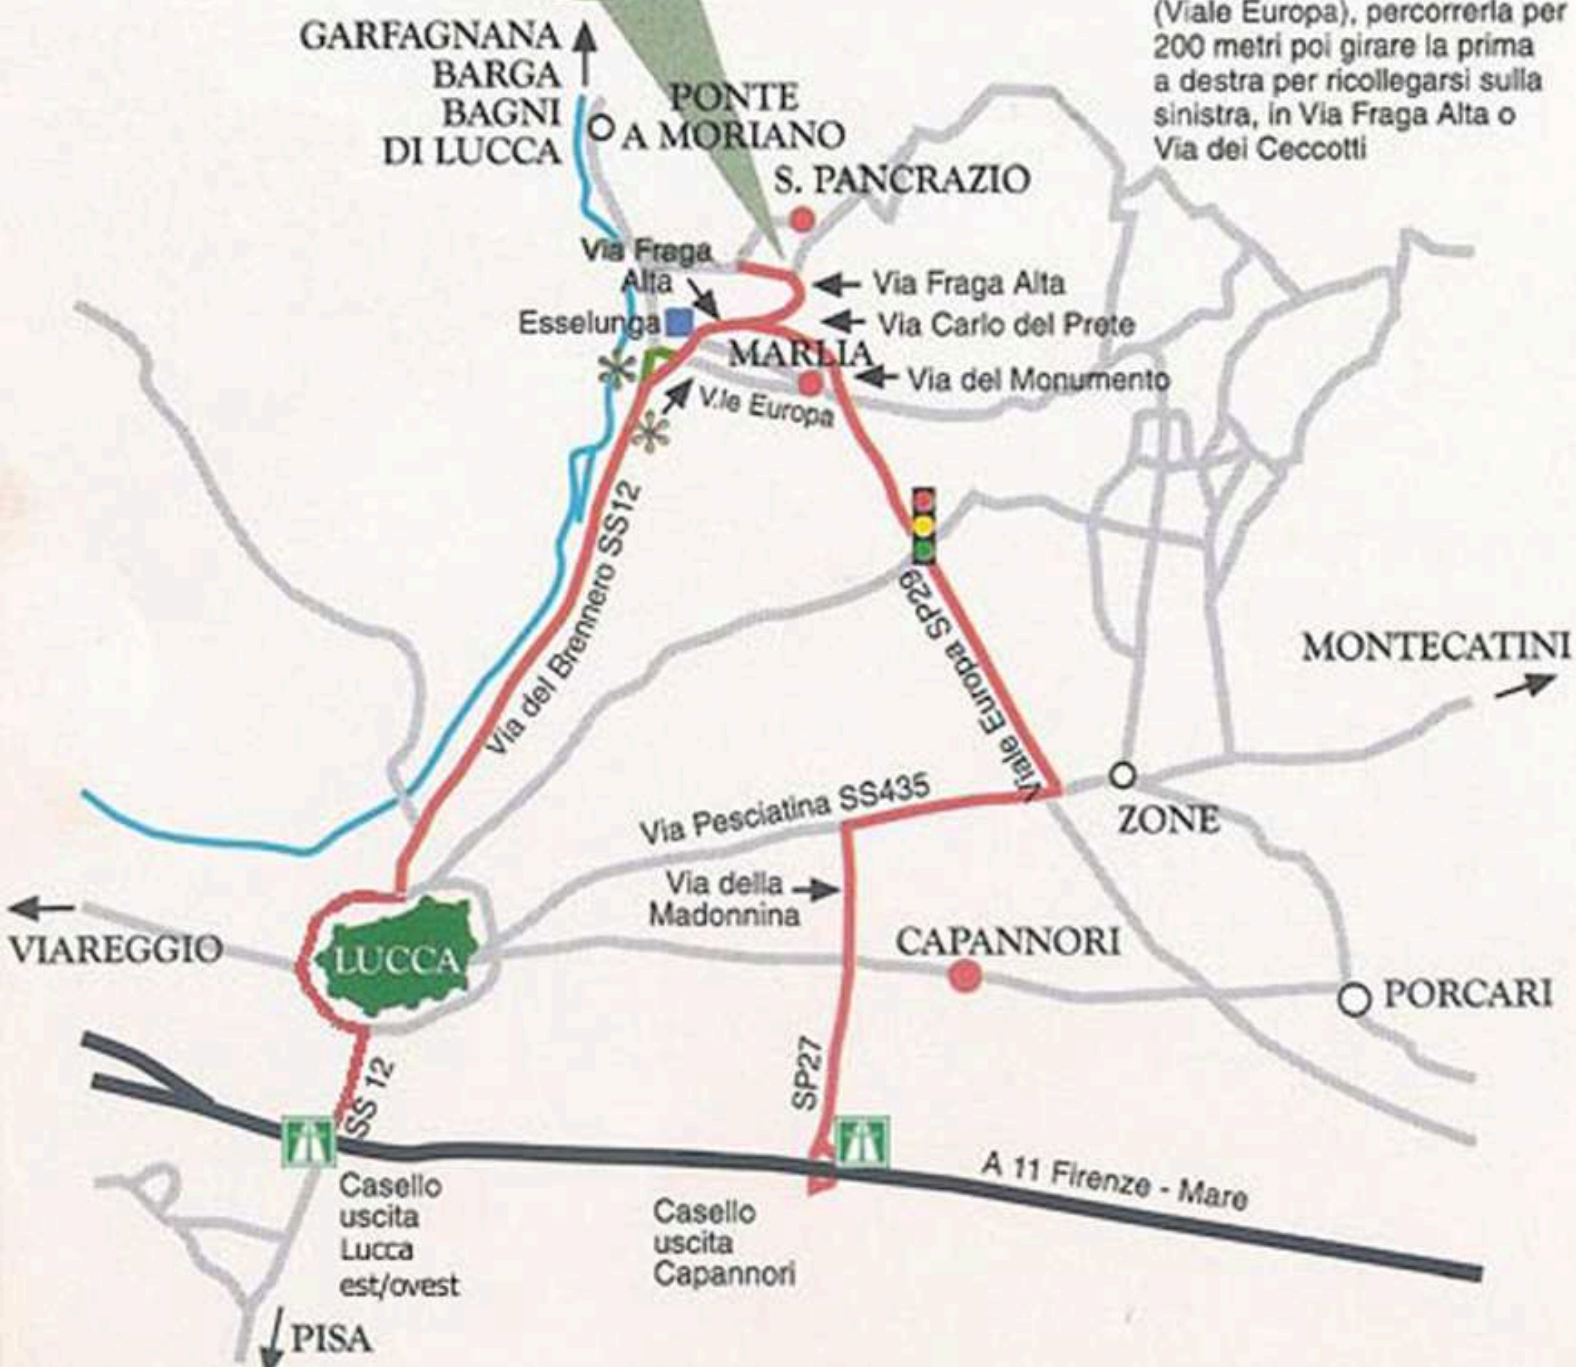 (Viale Europa), percorrerla per
200 metri poi girare la prima
a destra per ricollegarsi sulla
sinistra, in Via Fraga Alta o
Via dei Ceccotti
GARFAGNANA
BARGA
BAGNI
DI LUCCA
PONTE
A MORIANO
S. PANCRAZIO
Via Fraga
Alta
Via Fraga Alta
Esselunga
Via Carlo del Prete
MARLIA
Via del Monumento
V.le Europa
Via del Brennero SS12
Viale Europa SP29
MONTECATINI
ZONE
Via Pesciatina SS435
Via della
Madonnina
VIAREGGIO
LUCCA
CAPANNORI
PORCARI
SP27
SS 12
A 11 Firenze - Mare
Casello
uscita
Lucca
est/ovest
Casello
uscita
Capannori
PISA